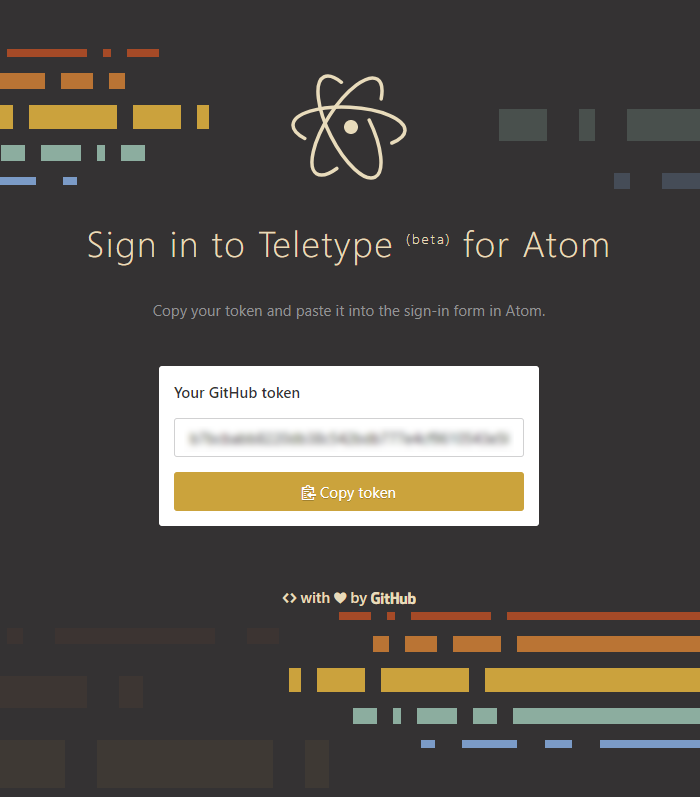 Sign in to Teletype (beta) for Atom
Copy your token and paste it into the sign-in form in Atom.
Your GitHub token
Copy token
<> with ♥ by GitHub